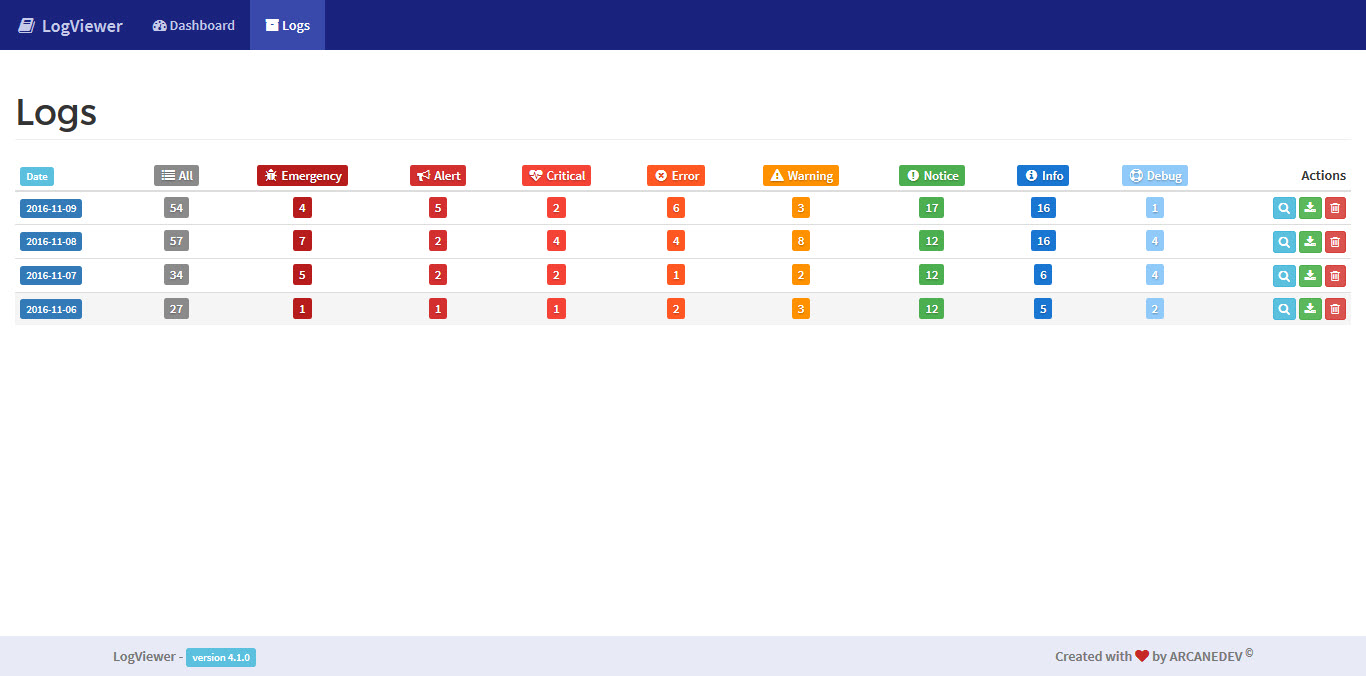 LogViewer Dashboard Logs
Logs
Date All Emergency Alert Critical Error Warning Notice Info Debug Actions
2016-11-09 54 4 5 2 6 3 17 16 1
2016-11-08 57 7 2 4 4 8 12 16 4
2016-11-07 34 5 2 2 1 2 12 6 4
2016-11-06 27 1 1 1 2 3 12 5 2
LogViewer - version 4.1.0 Created with ❤ by ARCANEDEV ©